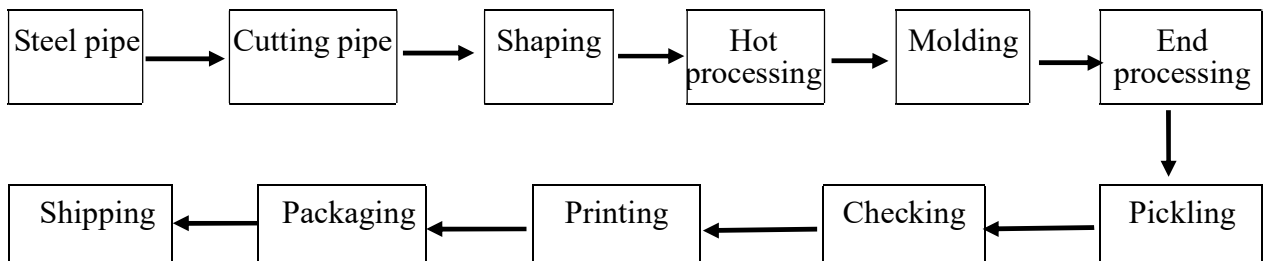 Steel pipe
Cutting pipe
Shaping
Hot
processing
Molding
End
processing
Shipping
Packaging
Printing
Checking
Pickling